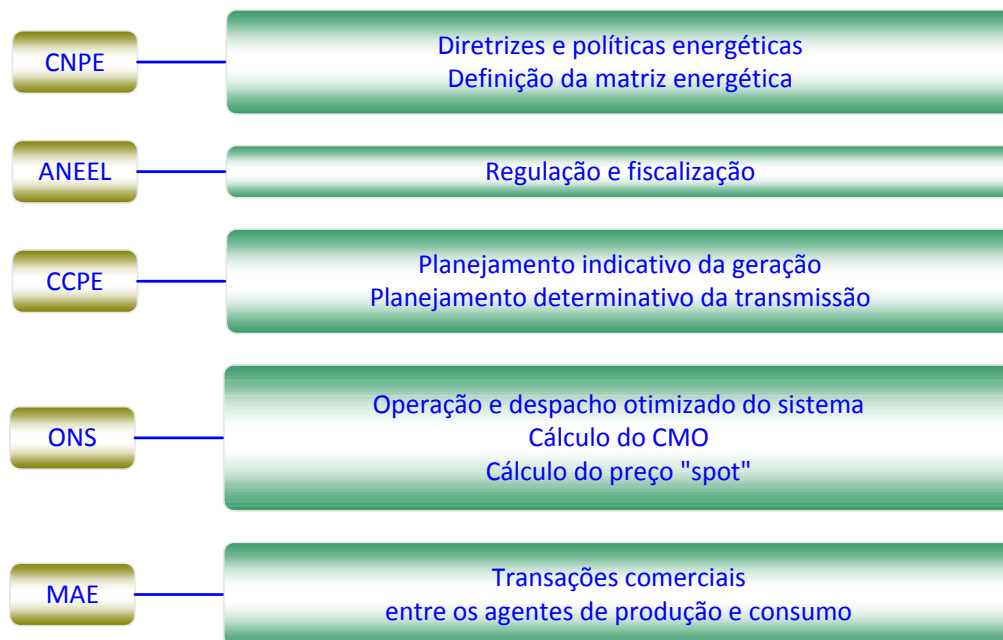 CNPE
Diretrizes e políticas energéticas
Definição da matriz energética
ANEEL
Regulação e fiscalização
CCPE
Planejamento indicativo da geração
Planejamento determinativo da transmissão
ONS
Operação e despacho otimizado do sistema
Cálculo do CMO
Cálculo do preço "spot"
MAE
Transações comerciais
entre os agentes de produção e consumo